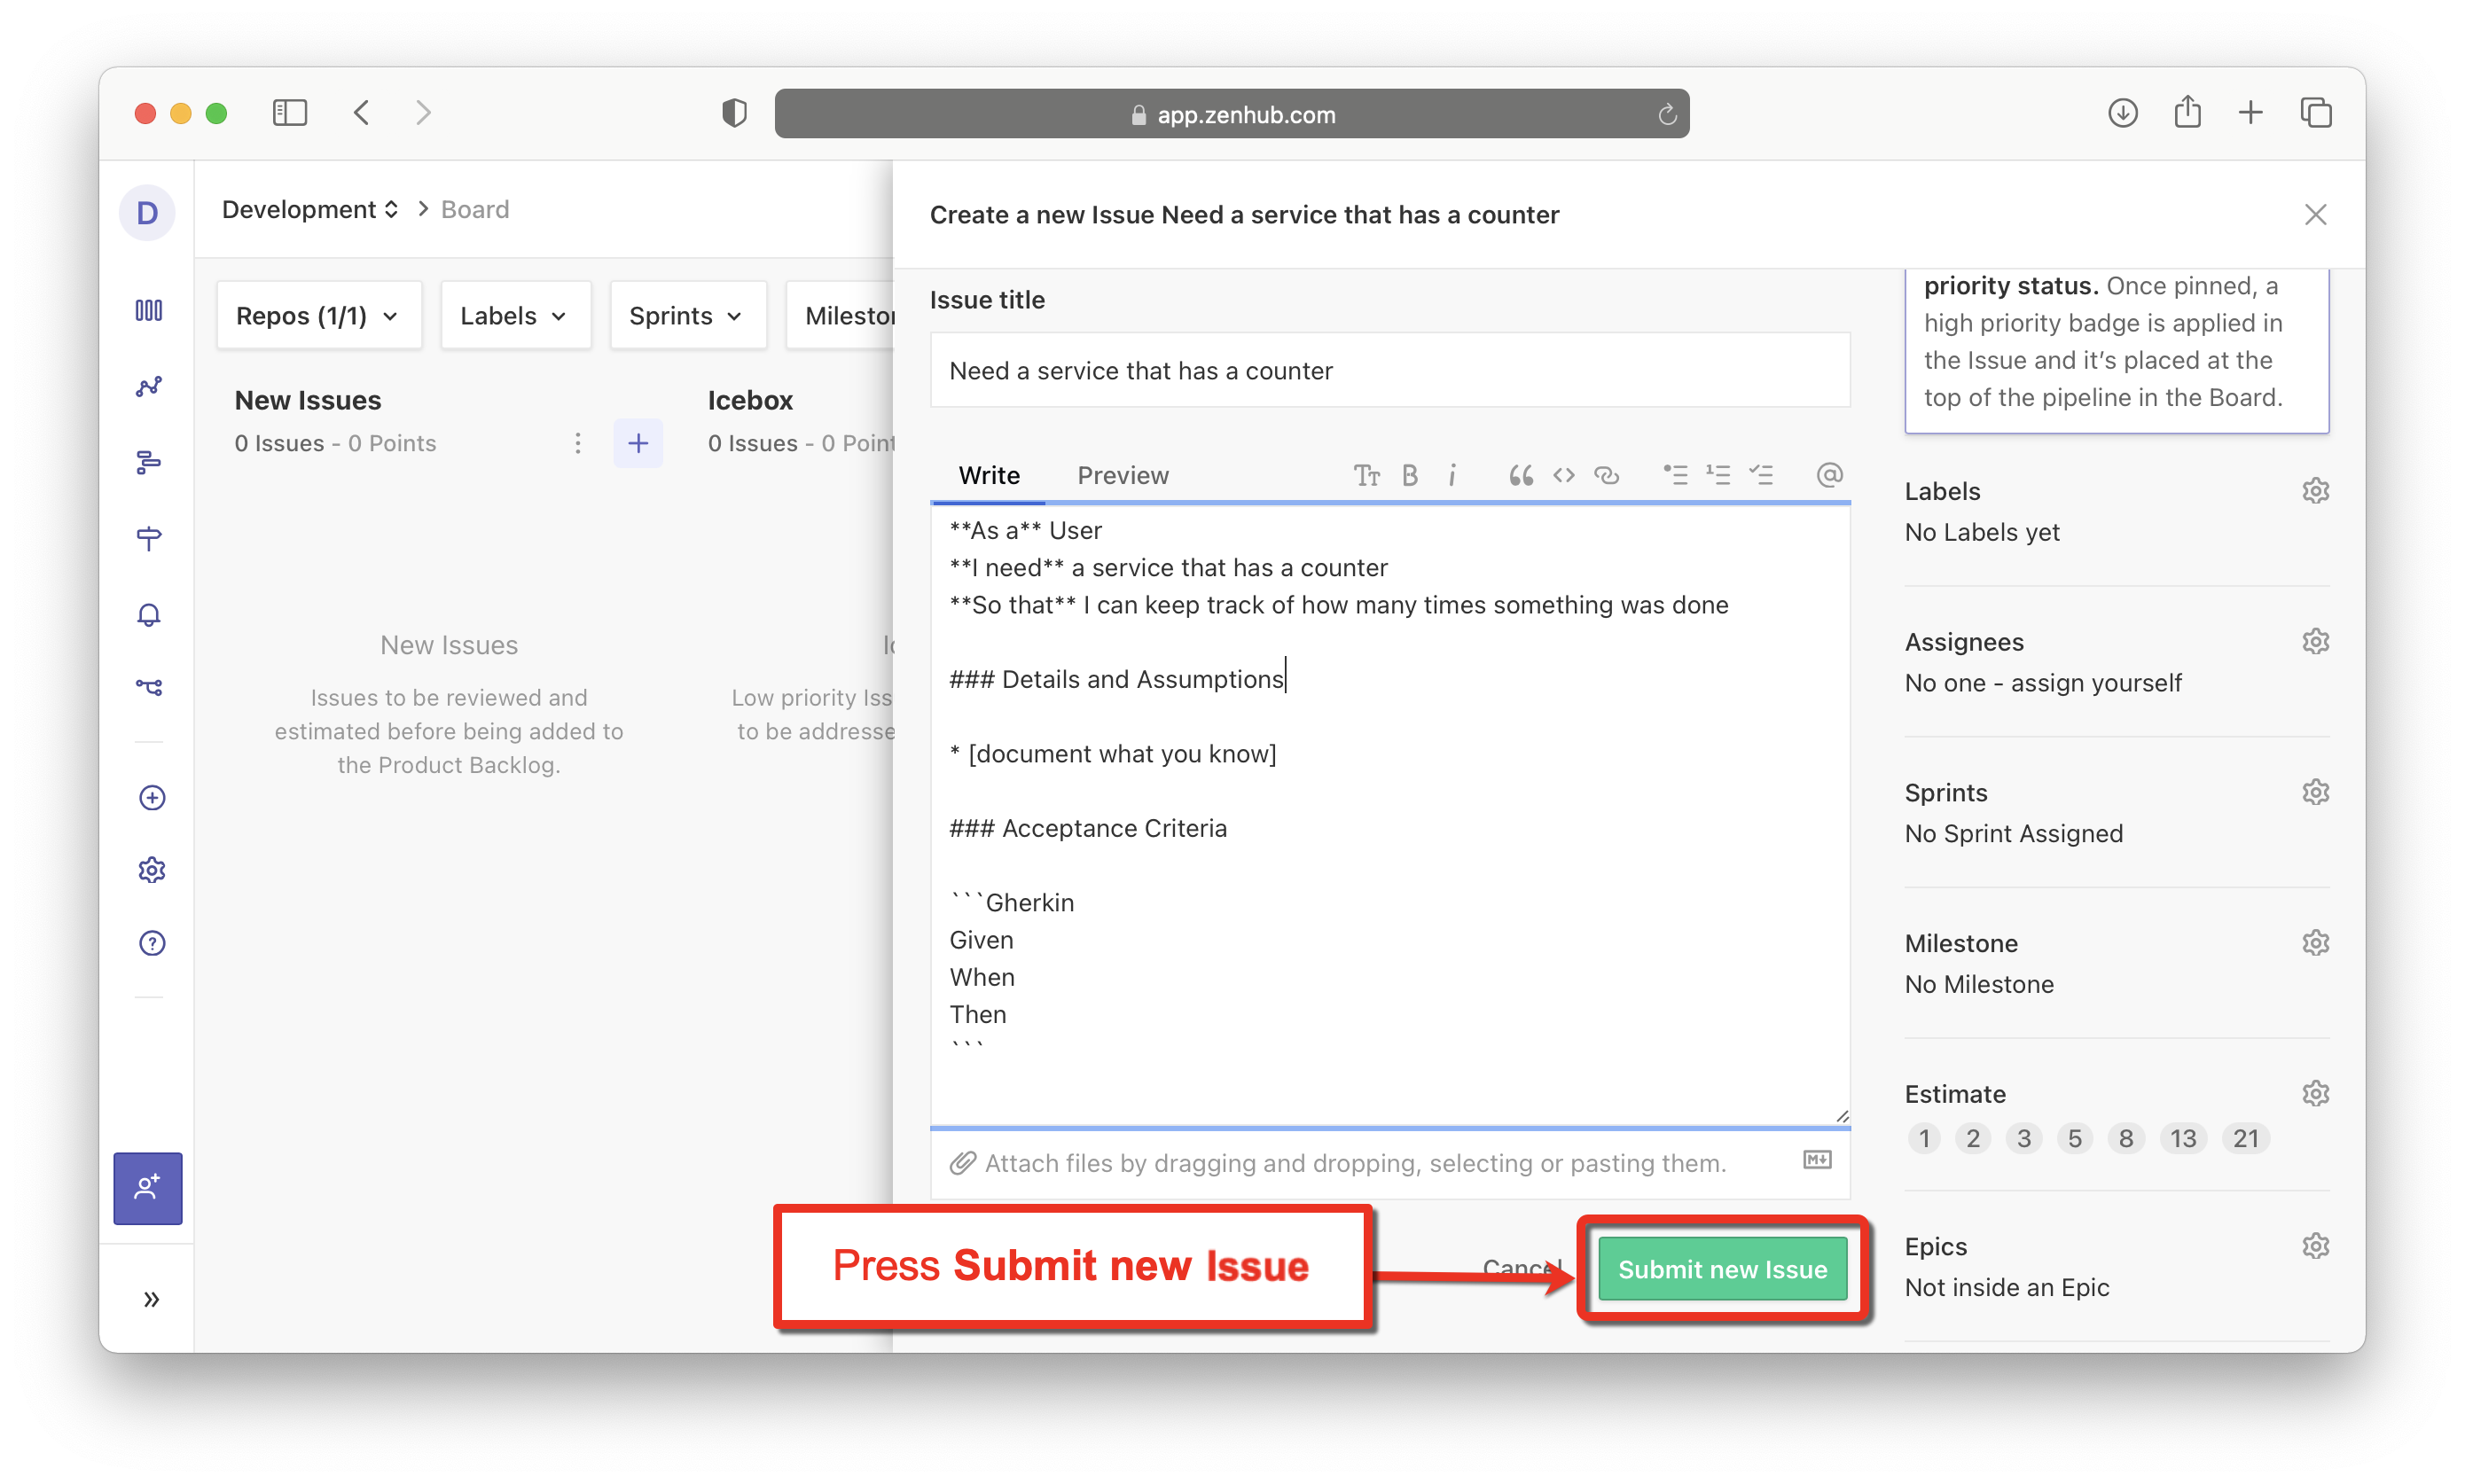 app.zenhub.com
D
Development > Board
Repos (1/1)
Labels
Sprints
Milesto
New Issues
0 Issues - 0 Points
Icebox
0 Issues - 0 Point
New Issues
Issues to be reviewed and
estimated before being added to
the Product Backlog.
Low priority Iss
to be addresse
Create a new Issue Need a service that has a counter
Issue title
Need a service that has a counter
Write
Preview
**As a** User
**I need** a service that has a counter
**So that** I can keep track of how many times something was done
### Details and Assumptions
* [document what you know]
### Acceptance Criteria
```Gherkin
Given
When
Then
```
Attach files by dragging and dropping, selecting or pasting them.
Press Submit new Issue
Cancel
Submit new Issue
priority status. Once pinned, a
high priority badge is applied in
the Issue and it’s placed at the
top of the pipeline in the Board.
Labels
No Labels yet
Assignees
No one - assign yourself
Sprints
No Sprint Assigned
Milestone
No Milestone
Estimate
1 2 3 5 8 13 21
Epics
Not inside an Epic